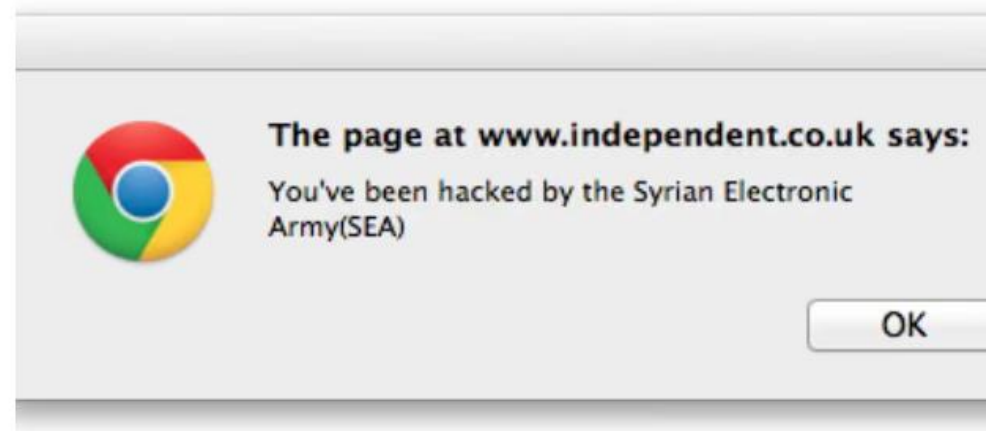 The page at www.independent.co.uk says:
You've been hacked by the Syrian Electronic
Army(SEA)
OK